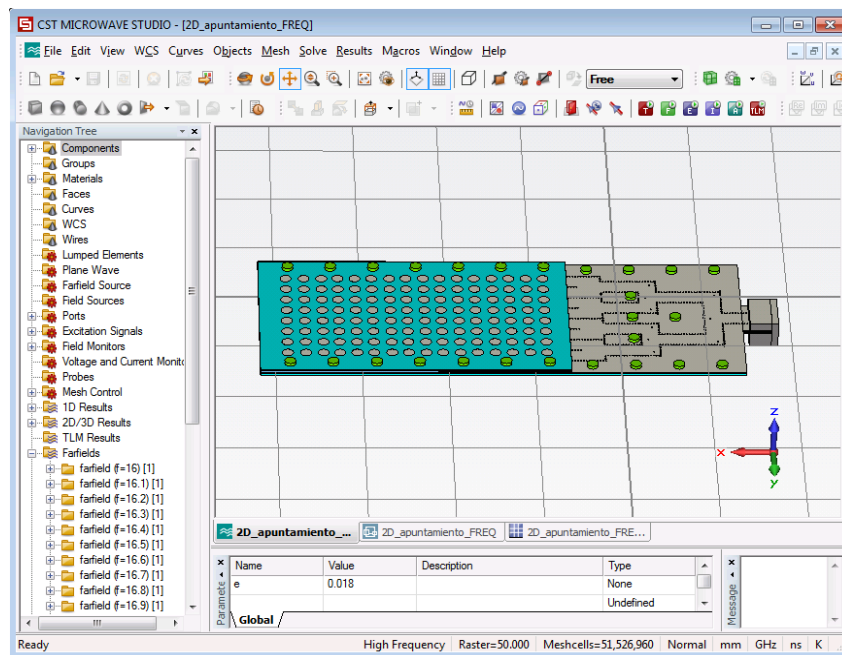 CST MICROWAVE STUDIO - [2D_apuntamiento_FREQ]
File Edit View WCS Curves Objects Mesh Solve Results Macros Window Help
Free
T F E I A TLM
Navigation Tree
Components
Groups
Materials
Faces
Curves
WCS
Wires
Lumped Elements
Plane Wave
Farfield Source
Field Sources
Ports
Excitation Signals
Field Monitors
Voltage and Current Monit
Probes
Mesh Control
1D Results
2D/3D Results
TLM Results
Farfields
farfield (f=16) [1]
farfield (f=16.1) [1]
farfield (f=16.2) [1]
farfield (f=16.3) [1]
farfield (f=16.4) [1]
farfield (f=16.5) [1]
farfield (f=16.6) [1]
farfield (f=16.7) [1]
farfield (f=16.8) [1]
farfield (f=16.9) [1]
z
x
y
2D_apuntamiento_... 2D_apuntamiento_FREQ 2D_apuntamiento_FRE...
Paramete
Name Value Description Type
e 0.018 None
Undefined
Global
Message
Ready High Frequency Raster=50.000 Meshcells=51,526,960 Normal mm GHz ns K